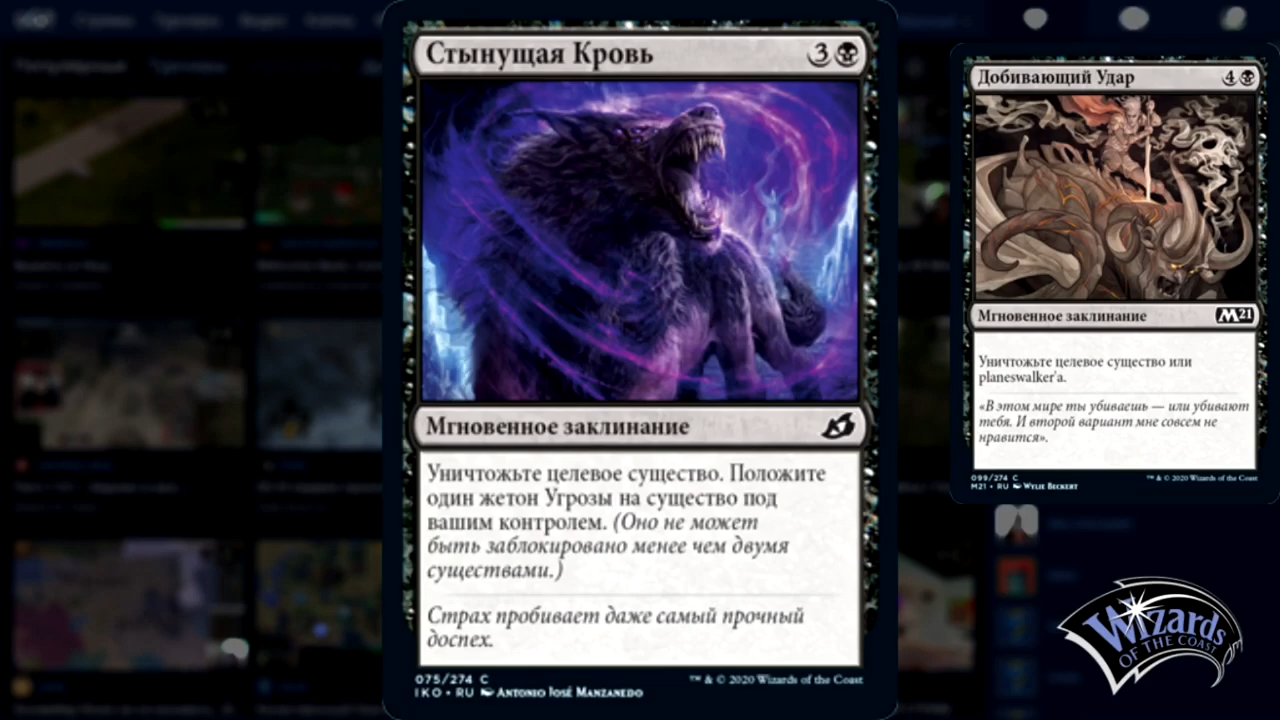 Стынущая Кровь 3
Мгновенное заклинание
Уничтожьте целевое существо. Положите
один жетон Угрозы на существо под
вашим контролем. (Оно не может
быть заблокировано менее чем двумя
существами.)
Страх пробивает даже самый прочный
доспех.
075/274 C
IKO • RU Antonio José Manzanedo
™ & © 2020 Wizards of the Coast
Добивающий Удар 4
Мгновенное заклинание M21
Уничтожьте целевое существо или
planeswalker'а.
«В этом мире ты убиваешь — или убивают
тебя. И второй вариант мне совсем не
нравится».
099/274 C
M21 • RU Wylie Beckert
™ & © 2020 Wizards of the Coast
Wizards
OF THE COAST